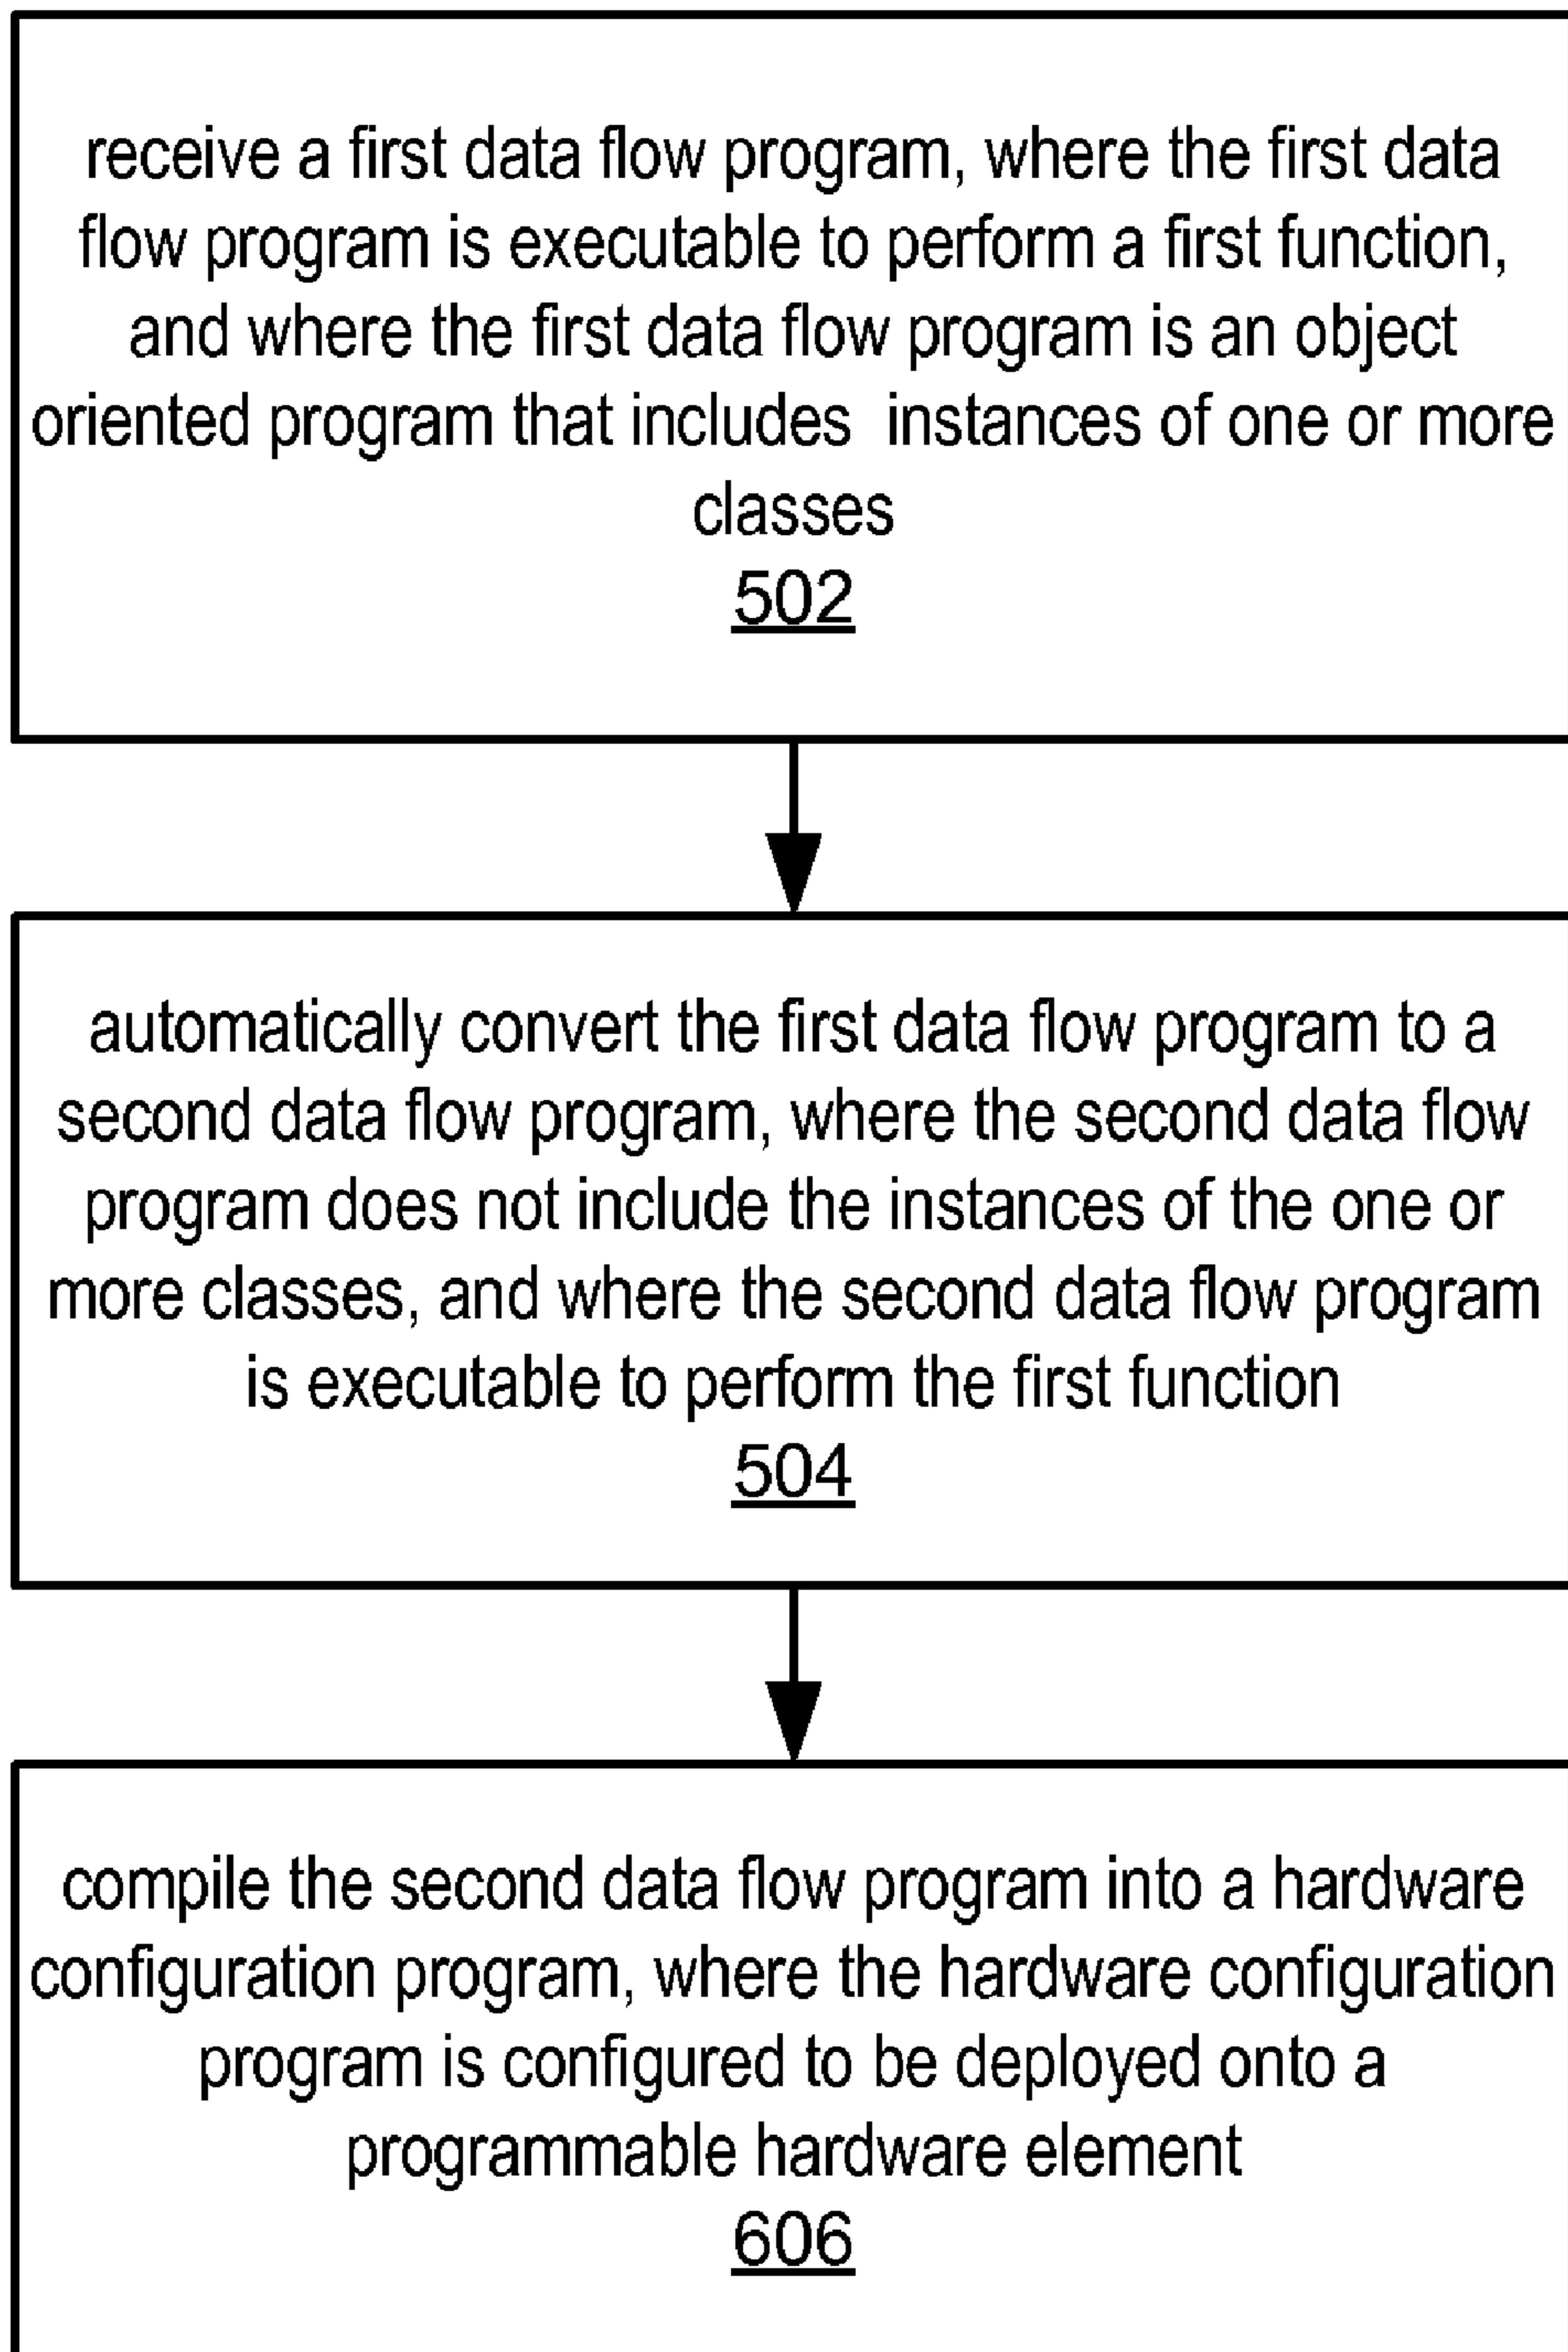 receive a first data flow program, where the first data
flow program is executable to perform a first function,
and where the first data flow program is an object
oriented program that includes  instances of one or more
classes
502
automatically convert the first data flow program to a
second data flow program, where the second data flow
program does not include the instances of the one or
more classes, and where the second data flow program
is executable to perform the first function
504
compile the second data flow program into a hardware
configuration program, where the hardware configuration
program is configured to be deployed onto a
programmable hardware element
606